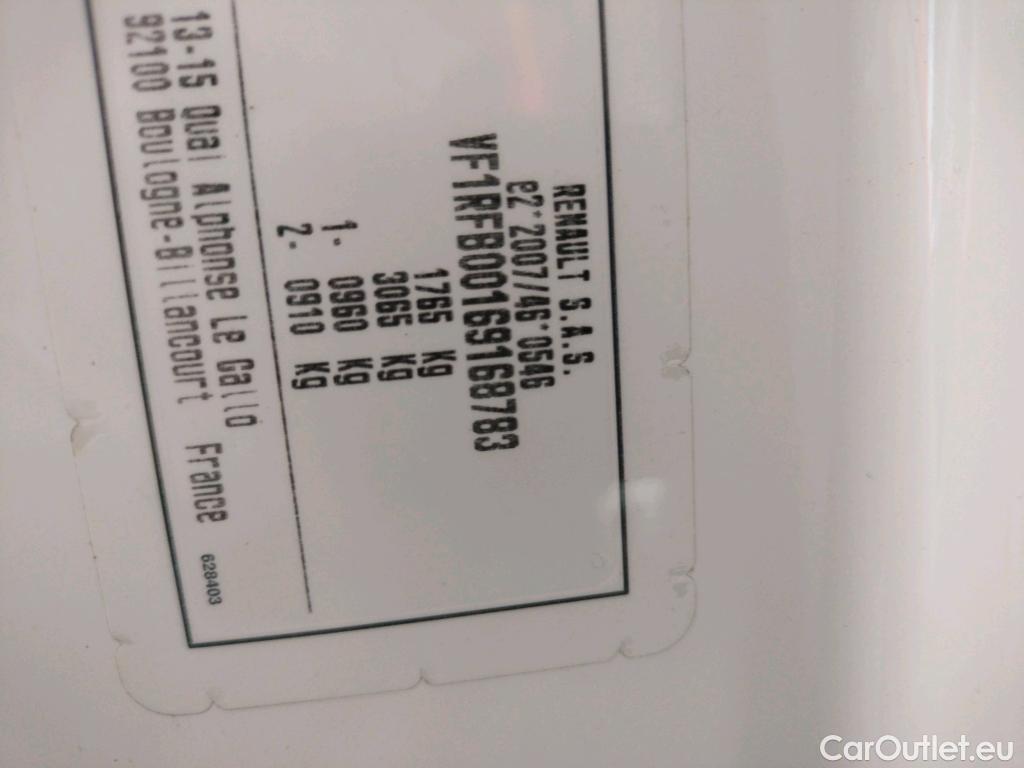 RENAULT S.A.S.
e2*2007/46*0546
VF1RFB00169168783
1765 Kg
3065 Kg
1- 0960 Kg
2- 0910 Kg
13-15 Quai Alphonse Le Gallo
92100 Boulogne-Billancourt France
628403
CarOutlet.eu